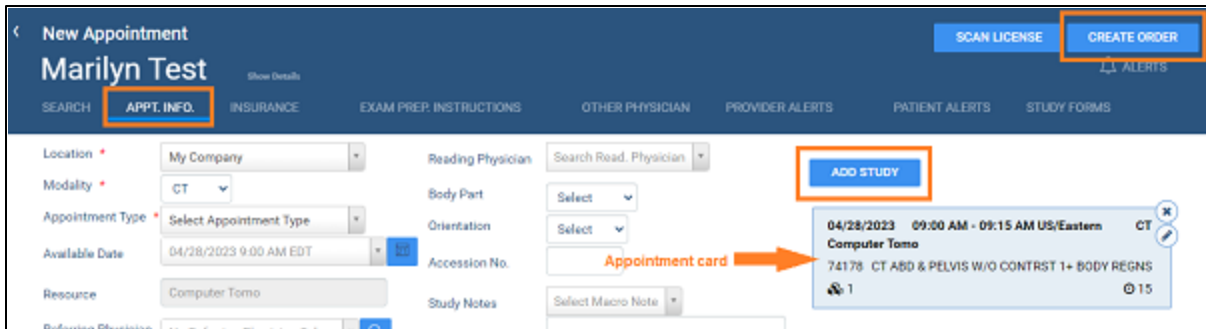 New Appointment
SCAN LICENSE
CREATE ORDER
Marilyn Test
Show Details
ALERTS
SEARCH
APPT. INFO.
INSURANCE
EXAM PREP. INSTRUCTIONS
OTHER PHYSICIAN
PROVIDER ALERTS
PATIENT ALERTS
STUDY FORMS
Location *
My Company
Modality *
CT
Appointment Type *
Select Appointment Type
Available Date
04/28/2023 9:00 AM EDT
Resource
Computer Tomo
Referring Physician
Reading Physician
Search Read. Physician
Body Part
Select
Orientation
Select
Accession No.
Study Notes
Select Macro Note
Appointment card
ADD STUDY
04/28/2023 09:00 AM - 09:15 AM US/Eastern CT
Computer Tomo
74178 CT ABD & PELVIS W/O CONTRST 1+ BODY REGNS
1
15